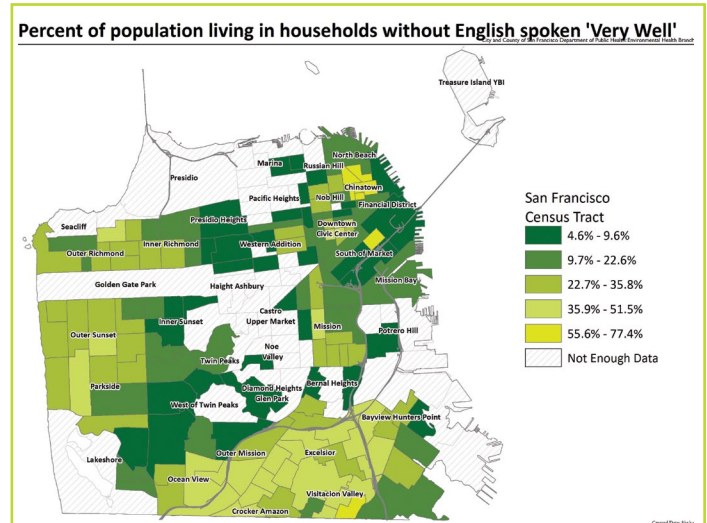 Percent of population living in households without English spoken 'Very Well'
City and County of San Francisco Department of Public Health Environmental Health Branch
Treasure Island YBI
North Beach
Marina
Russian Hill
Presidio
Chinatown
Pacific Heights
Nob Hill
Financial District
Seacliff
Presidio Heights
Downtown
Civic Center
Inner Richmond
Western Addition
Outer Richmond
South of Market
Golden Gate Park
Haight Ashbury
Mission Bay
Castro
Upper Market
Inner Sunset
Mission
Outer Sunset
Potrero Hill
Noe
Valley
Twin Peaks
Parkside
Diamond Heights
Glen Park
Bernal Heights
West of Twin Peaks
Bayview Hunters Point
Outer Mission
Excelsior
Lakeshore
Ocean View
Visitacion Valley
Crocker Amazon
San Francisco
Census Tract
4.6% - 9.6%
9.7% - 22.6%
22.7% - 35.8%
35.9% - 51.5%
55.6% - 77.4%
Not Enough Data